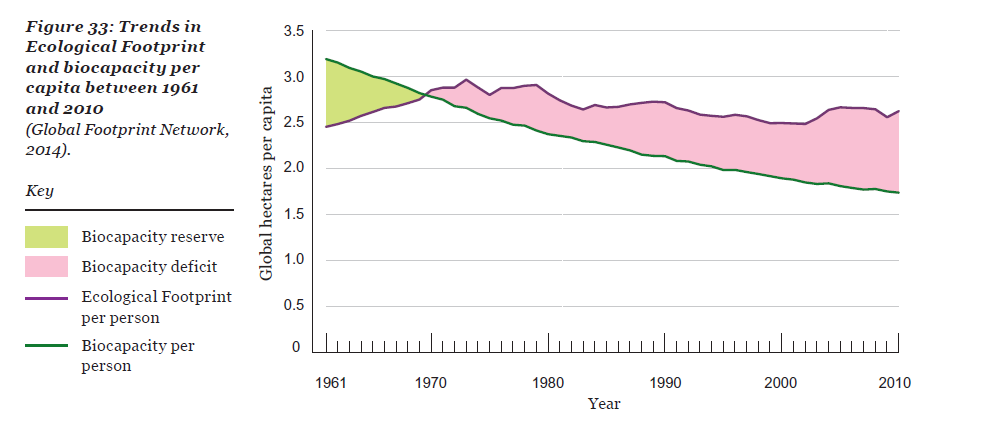 Figure 33: Trends in
Ecological Footprint
and biocapacity per
capita between 1961
and 2010
(Global Footprint Network,
2014).
Key
Biocapacity reserve
Biocapacity deficit
Ecological Footprint
per person
Biocapacity per
person
Global hectares per capita
3.5
3.0
2.5
2.0
1.5
1.0
0.5
0
1961 1970 1980 1990 2000 2010
Year